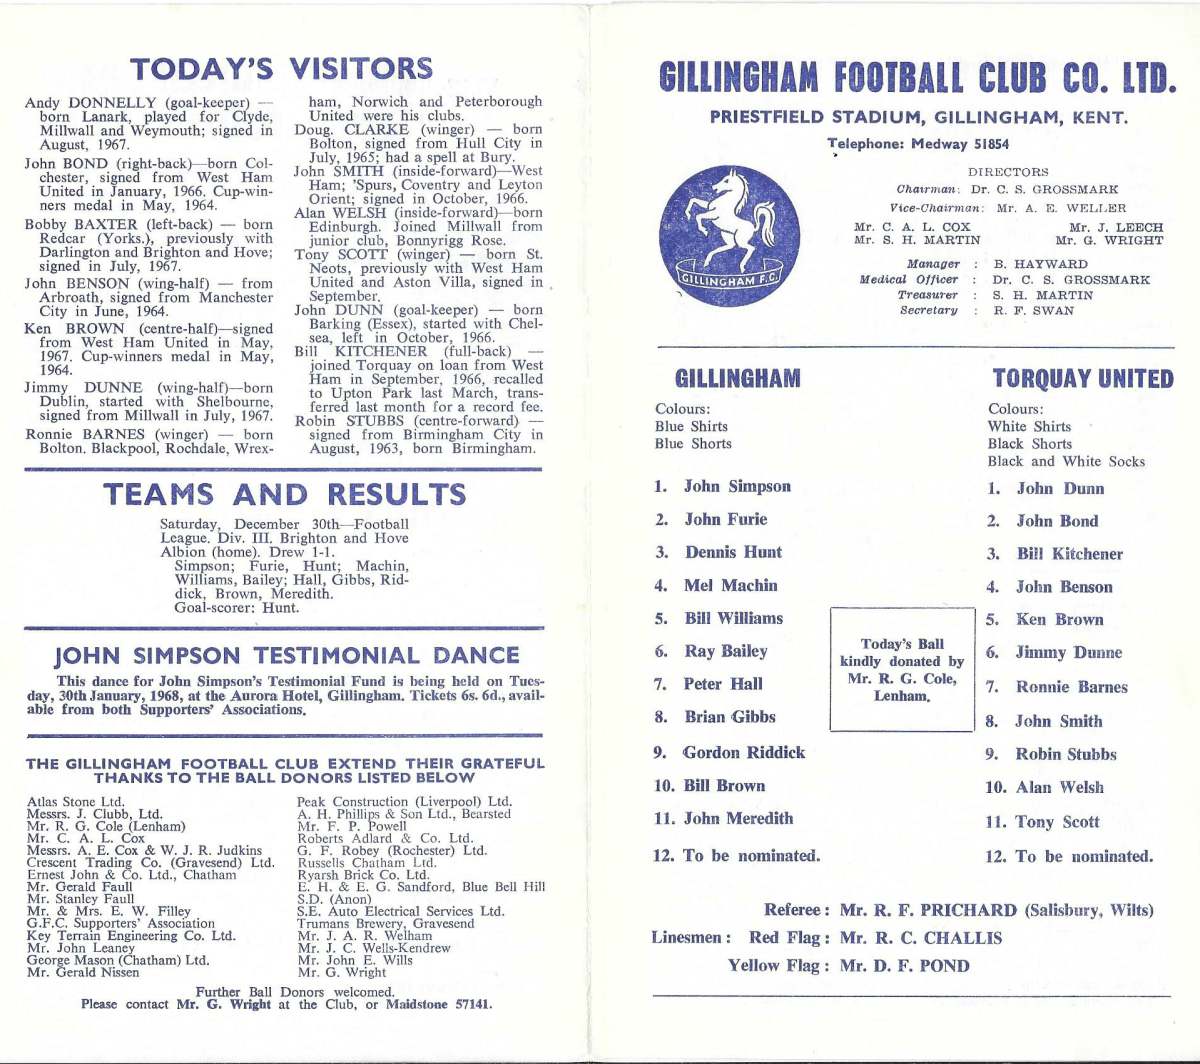 TODAY'S VISITORS
Andy DONNELLY (goal-keeper) —
born Lanark, played for Clyde,
Millwall and Weymouth; signed in
August, 1967.
John BOND (right-back)—born Col-
chester, signed from West Ham
United in January, 1966. Cup-win-
ners medal in May, 1964.
Bobby BAXTER (left-back) — born
Redcar (Yorks.), previously with
Darlington and Brighton and Hove;
signed in July, 1967.
John BENSON (wing-half) — from
Arbroath, signed from Manchester
City in June, 1964.
Ken BROWN (centre-half)—signed
from West Ham United in May,
1967. Cup-winners medal in May,
1964.
Jimmy DUNNE (wing-half)—born
Dublin, started with Shelbourne,
signed from Millwall in July, 1967.
Ronnie BARNES (winger) — born
Bolton. Blackpool, Rochdale, Wrex-
ham, Norwich and Peterborough
United were his clubs.
Doug. CLARKE (winger) — born
Bolton, signed from Hull City in
July, 1965; had a spell at Bury.
John SMITH (inside-forward)—West
Ham; 'Spurs, Coventry and Leyton
Orient; signed in October, 1966.
Alan WELSH (inside-forward)—born
Edinburgh. Joined Millwall from
junior club, Bonnyrigg Rose.
Tony SCOTT (winger) — born St.
Neots, previously with West Ham
United and Aston Villa, signed in
September.
John DUNN (goal-keeper) — born
Barking (Essex), started with Chel-
sea, left in October, 1966.
Bill KITCHENER (full-back) —
joined Torquay on loan from West
Ham in September, 1966, recalled
to Upton Park last March, trans-
ferred last month for a record fee.
Robin STUBBS (centre-forward) —
signed from Birmingham City in
August, 1963, born Birmingham.
TEAMS AND RESULTS
Saturday, December 30th—Football
League. Div. III. Brighton and Hove
Albion (home). Drew 1-1.
Simpson; Furie, Hunt; Machin,
Williams, Bailey; Hall, Gibbs, Rid-
dick, Brown, Meredith.
Goal-scorer: Hunt.
JOHN SIMPSON TESTIMONIAL DANCE
This dance for John Simpson's Testimonial Fund is being held on Tues-
day, 30th January, 1968, at the Aurora Hotel, Gillingham. Tickets 6s. 6d., avail-
able from both Supporters' Associations.
THE GILLINGHAM FOOTBALL CLUB EXTEND THEIR GRATEFUL
THANKS TO THE BALL DONORS LISTED BELOW
Atlas Stone Ltd.
Messrs. J. Clubb, Ltd.
Mr. R. G. Cole (Lenham)
Mr. C. A. L. Cox
Messrs. A. E. Cox & W. J. R. Judkins
Crescent Trading Co. (Gravesend) Ltd.
Ernest John & Co. Ltd., Chatham
Mr. Gerald Faull
Mr. Stanley Faull
Mr. & Mrs. E. W. Filley
G.F.C. Supporters' Association
Key Terrain Engineering Co. Ltd.
Mr. John Leaney
George Mason (Chatham) Ltd.
Mr. Gerald Nissen
Peak Construction (Liverpool) Ltd.
A. H. Phillips & Son Ltd., Bearsted
Mr. F. P. Powell
Roberts Adlard & Co. Ltd.
G. F. Robey (Rochester) Ltd.
Russells Chatham Ltd.
Ryarsh Brick Co. Ltd.
E. H. & E. G. Sandford, Blue Bell Hill
S.D. (Anon)
S.E. Auto Electrical Services Ltd.
Trumans Brewery, Gravesend
Mr. J. A. R. Welham
Mr. J. C. Wells-Kendrew
Mr. John E. Wills
Mr. G. Wright
Further Ball Donors welcomed.
Please contact Mr. G. Wright at the Club, or Maidstone 57141.
GILLINGHAM FOOTBALL CLUB CO. LTD.
PRIESTFIELD STADIUM, GILLINGHAM, KENT.
Telephone: Medway 51854
GILLINGHAM F.C.
DIRECTORS
Chairman: Dr. C. S. GROSSMARK
Vice-Chairman: Mr. A. E. WELLER
Mr. C. A. L. COX Mr. J. LEECH
Mr. S. H. MARTIN Mr. G. WRIGHT
Manager : B. HAYWARD
Medical Officer : Dr. C. S. GROSSMARK
Treasurer : S. H. MARTIN
Secretary : R. F. SWAN
GILLINGHAM
Colours:
Blue Shirts
Blue Shorts
1. John Simpson
2. John Furie
3. Dennis Hunt
4. Mel Machin
5. Bill Williams
6. Ray Bailey
7. Peter Hall
8. Brian Gibbs
9. Gordon Riddick
10. Bill Brown
11. John Meredith
12. To be nominated.
Today's Ball
kindly donated by
Mr. R. G. Cole,
Lenham.
TORQUAY UNITED
Colours:
White Shirts
Black Shorts
Black and White Socks
1. John Dunn
2. John Bond
3. Bill Kitchener
4. John Benson
5. Ken Brown
6. Jimmy Dunne
7. Ronnie Barnes
8. John Smith
9. Robin Stubbs
10. Alan Welsh
11. Tony Scott
12. To be nominated.
Referee: Mr. R. F. PRICHARD (Salisbury, Wilts)
Linesmen: Red Flag: Mr. R. C. CHALLIS
Yellow Flag: Mr. D. F. POND